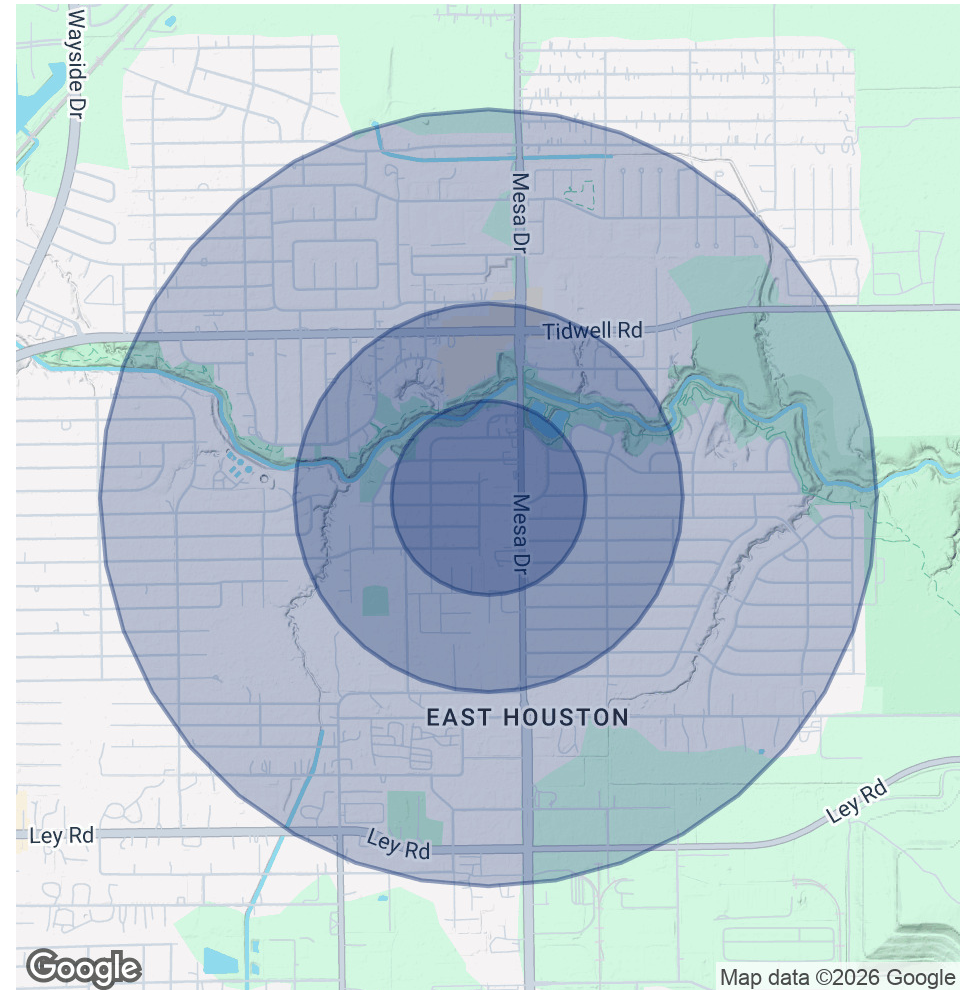 Wayside Dr
Mesa Dr
Tidwell Rd
Mesa Dr
EAST HOUSTON
Ley Rd
Ley Rd
Ley Rd
Google
Map data ©2026 Google